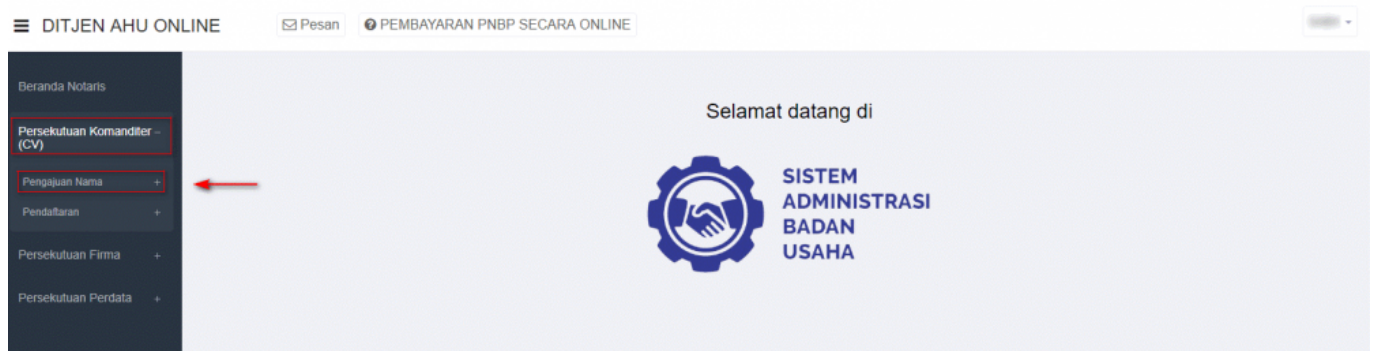 DITJEN AHU ONLINE
Pesan
PEMBAYARAN PNBP SECARA ONLINE
Beranda Notaris
Persekutuan Komanditer –
(CV)
Pengajuan Nama +
Pendaftaran +
Persekutuan Firma +
Persekutuan Perdata +
Selamat datang di
SISTEM
ADMINISTRASI
BADAN
USAHA